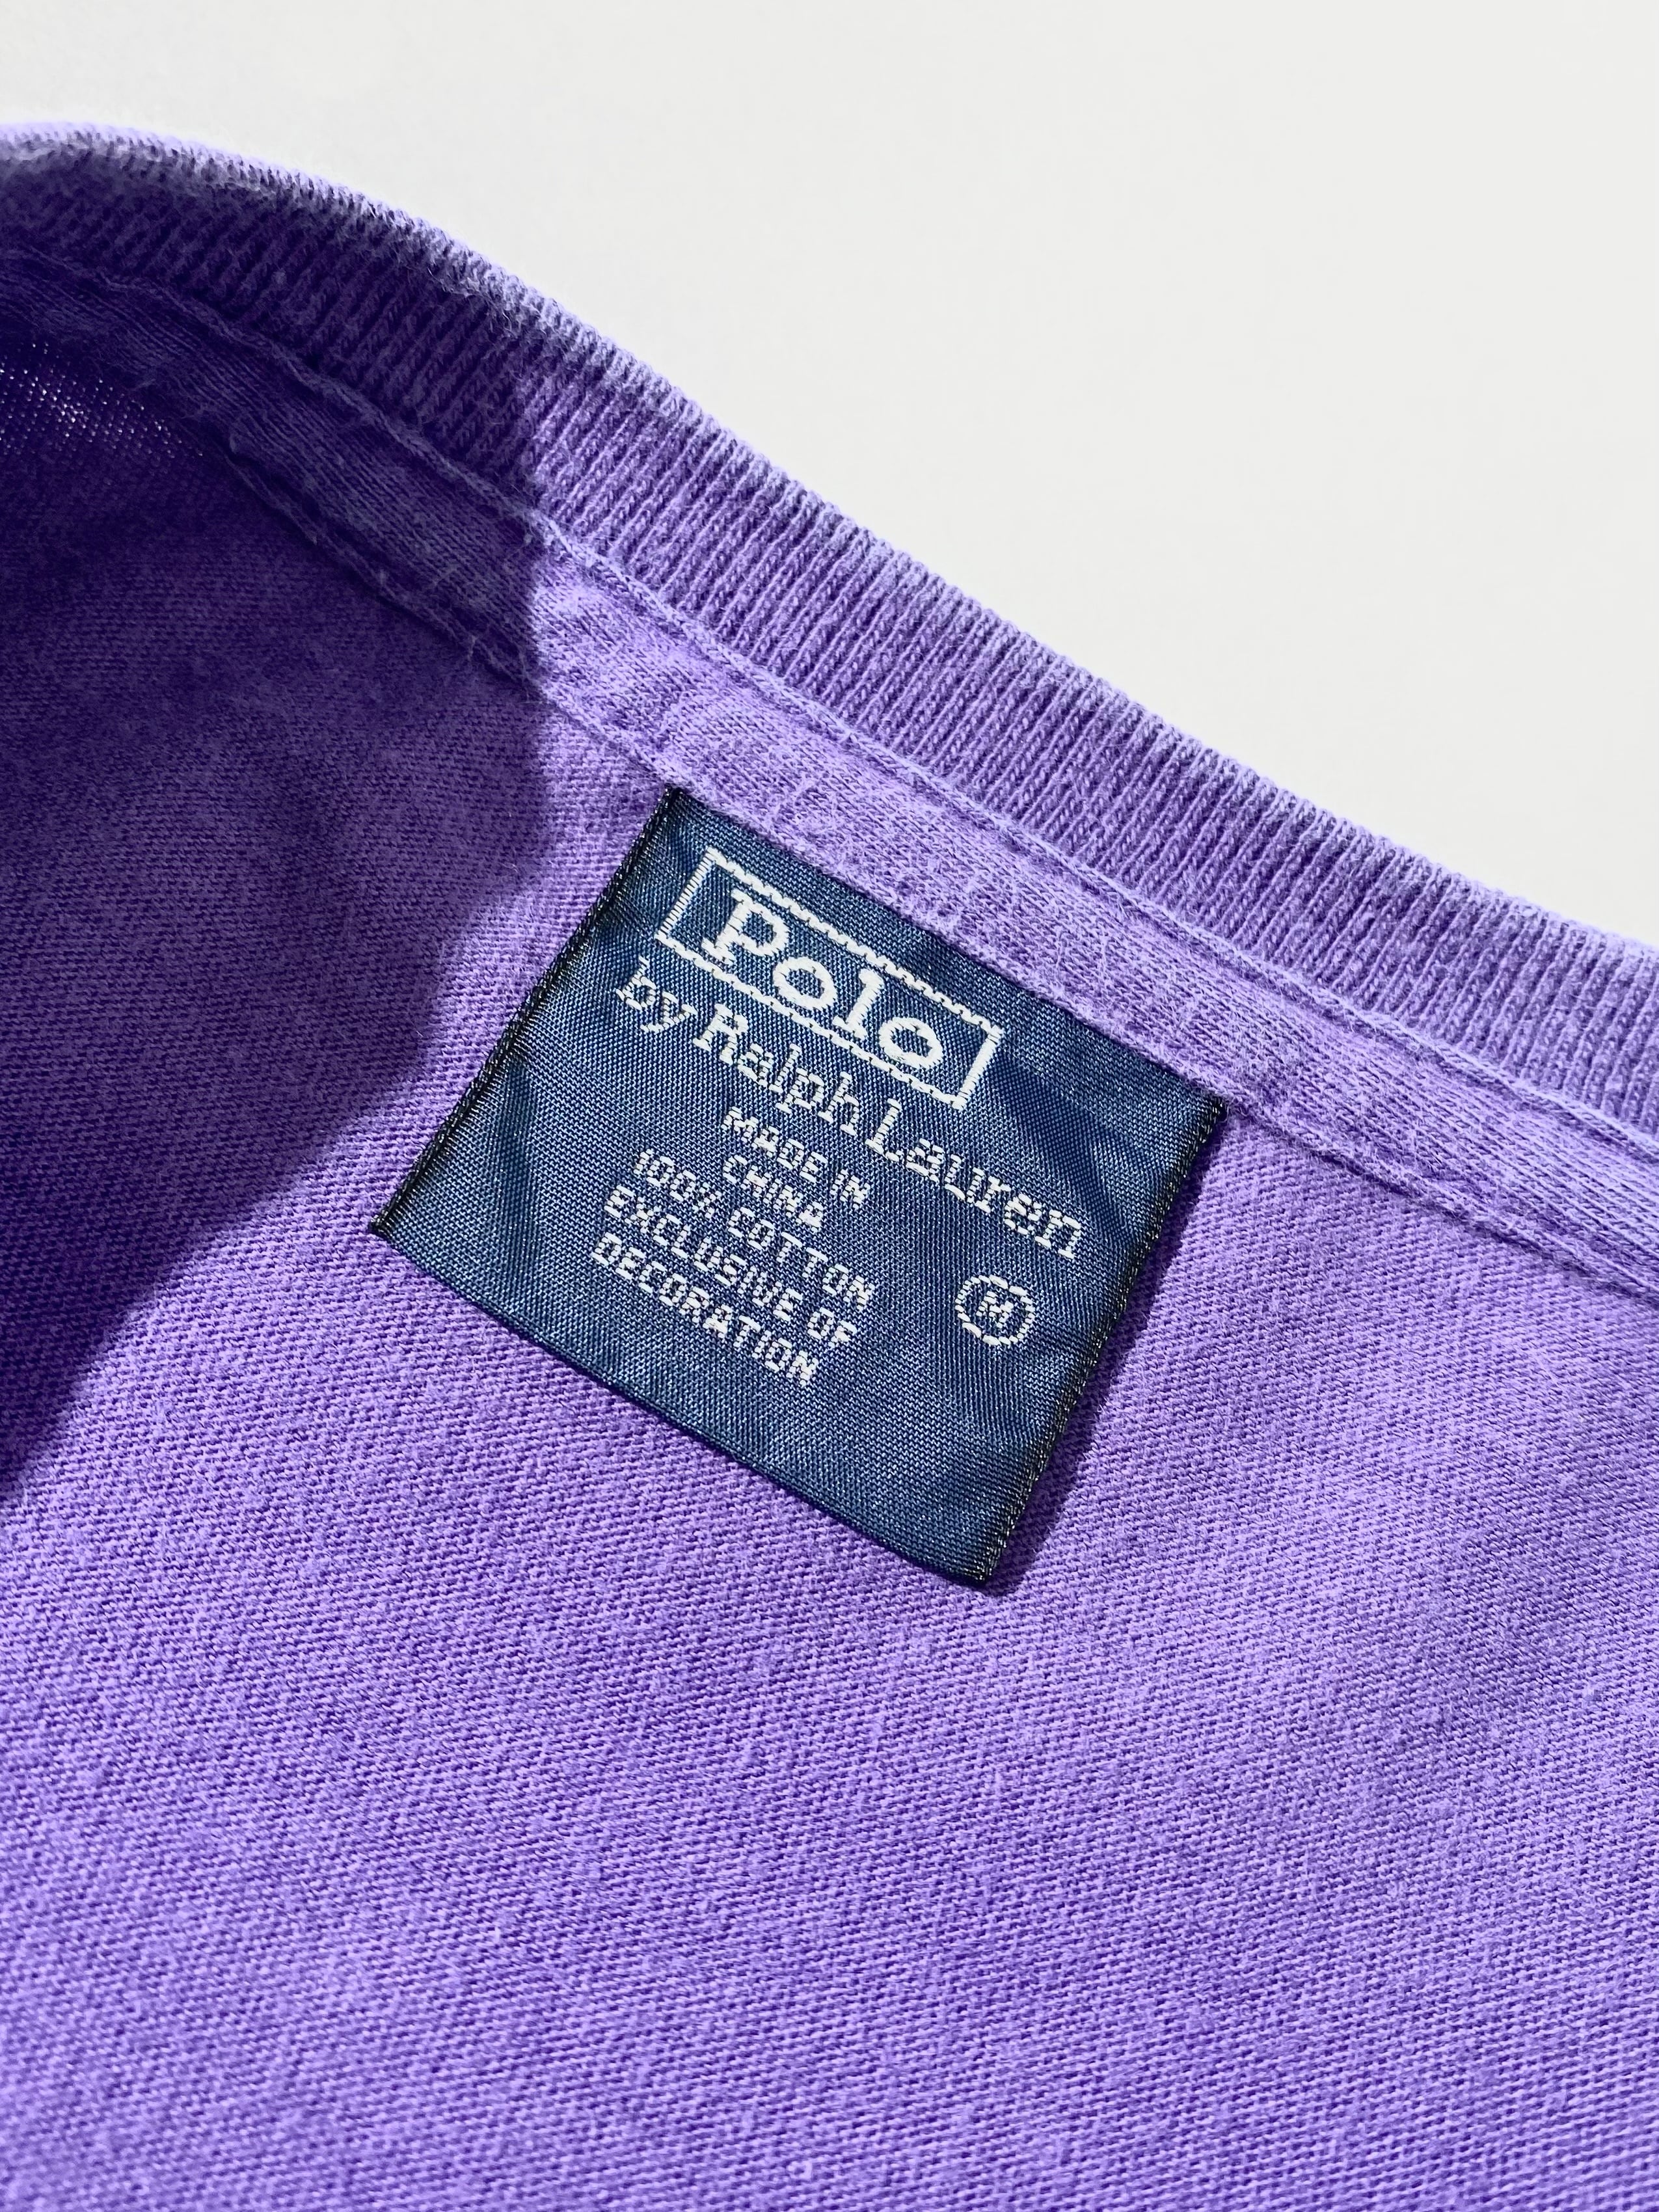 Polo
by Ralph Lauren
MADE IN
CHINA
100% COTTON
EXCLUSIVE OF
DECORATION
M